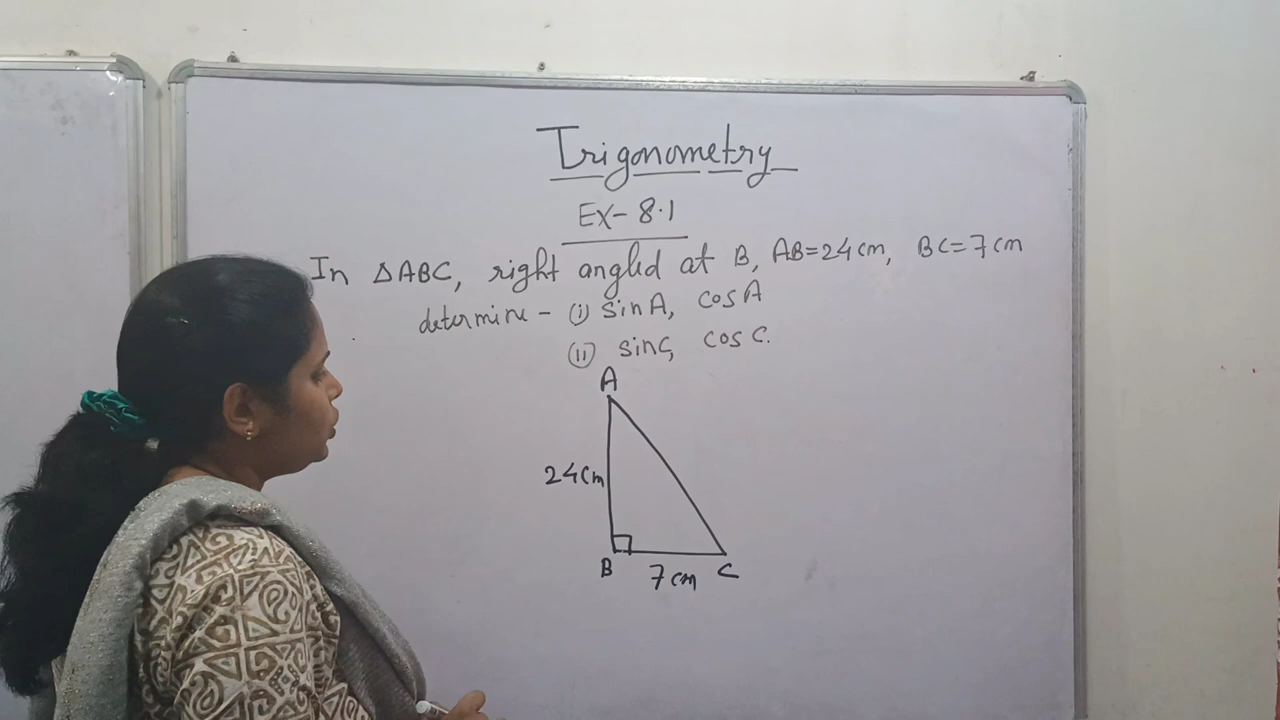 Trigonometry
EX- 8.1
In ΔABC, right angled at B, AB=24cm, BC=7cm
determine - (i) sinA, cosA
(ii) sinC, cosC.
A
24cm
B
7cm
C